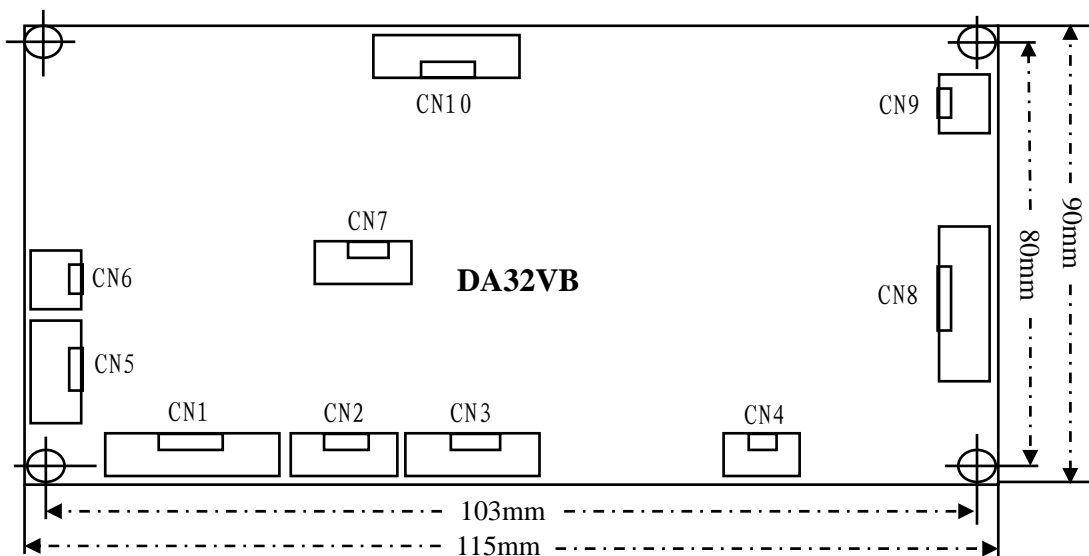 CN10
CN9
CN7
90mm
80mm
CN6
DA32VB
CN8
CN5
CN1
CN2
CN3
CN4
103mm
115mm